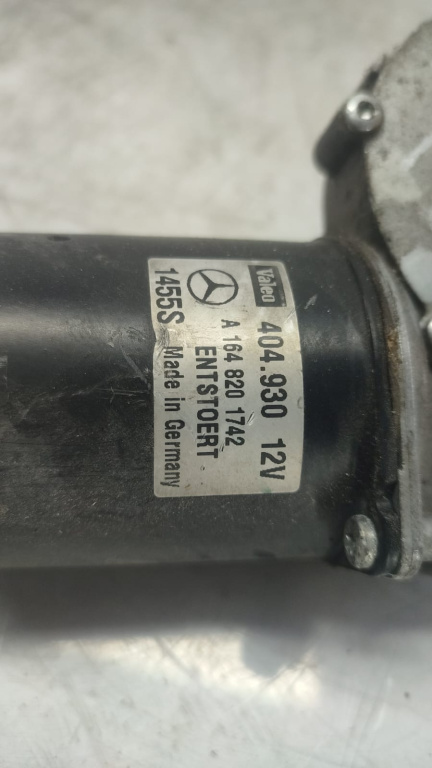 Valeo 404.930 12V
A 164 820 1742
ENTSTOERT
1455S Made in Germany